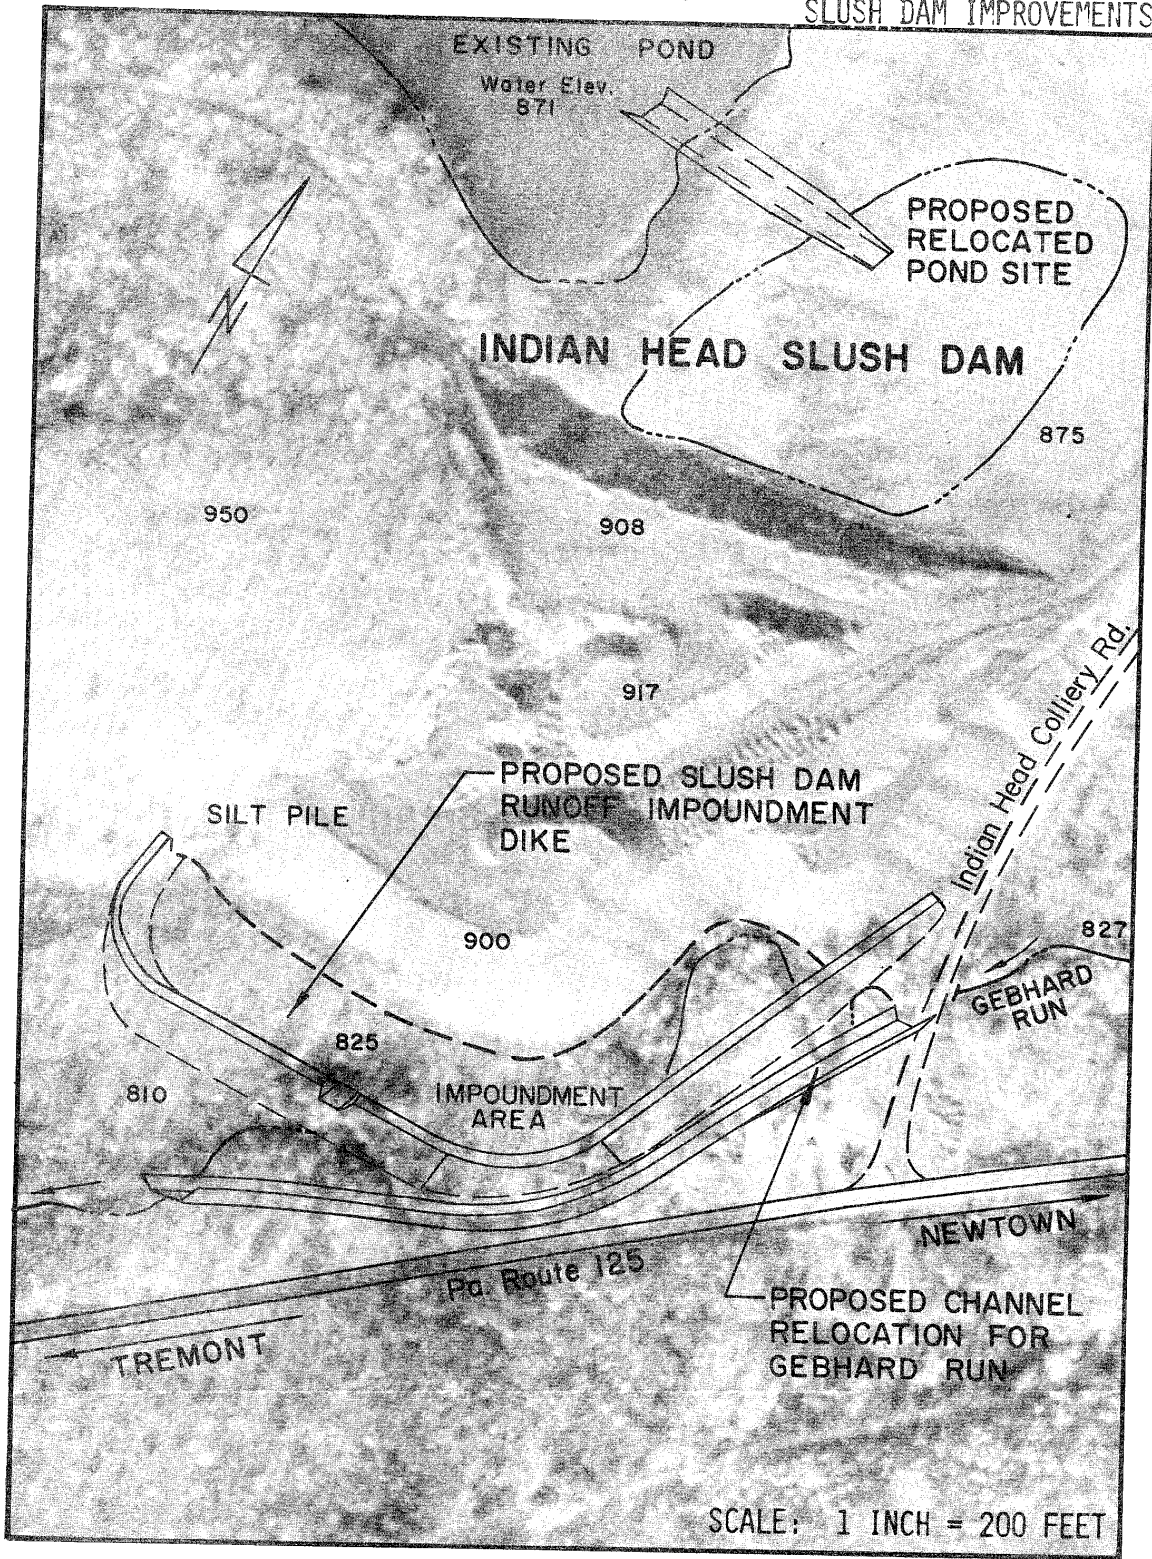 SLUSH DAM IMPROVEMENTS
EXISTING POND
Water Elev.
871
PROPOSED
RELOCATED
POND SITE
N
INDIAN HEAD SLUSH DAM
875
950
908
917
Indian Head Colliery Rd.
PROPOSED SLUSH DAM
RUNOFF IMPOUNDMENT
DIKE
SILT PILE
900
827
GEBHARD
RUN
825
810
IMPOUNDMENT
AREA
NEWTOWN
Pa. Route 125
TREMONT
PROPOSED CHANNEL
RELOCATION FOR
GEBHARD RUN
SCALE: 1 INCH = 200 FEET